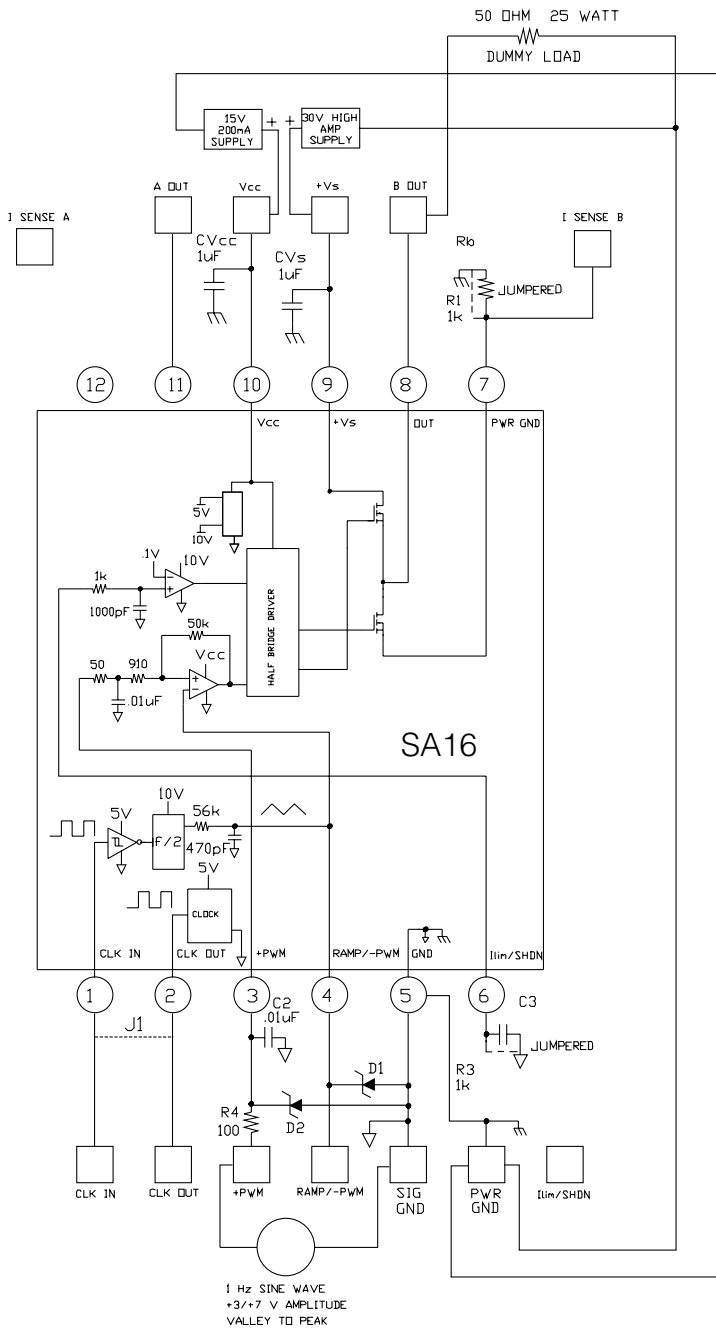 50 OHM 25 WATT
DUMMY LOAD
15V
200mA
SUPPLY
+ +
30V HIGH
AMP
SUPPLY
A OUT
Vcc
+Vs
B OUT
I SENSE A
I SENSE B
CVcc
1uF
CVs
1uF
Rb
R1
1k
JUMPERED
12
11
10
9
8
7
Vcc
+Vs
OUT
PWR GND
5V
10V
.1V
10V
1k
1000pF
HALF BRIDGE DRIVER
50k
50
910
Vcc
.01uF
SA16
10V
5V
56k
f/2
470pF
5V
CLOCK
CLK IN
CLK OUT
+PWM
RAMP/-PWM
GND
Ilim/SHDN
1
2
3
4
5
6
J1
C2
.01uF
C3
JUMPERED
D1
R3
1k
R4
100
D2
CLK IN
CLK OUT
+PWM
RAMP/-PWM
SIG
GND
PWR
GND
Ilim/SHDN
1 Hz SINE WAVE
+3/+7 V AMPLITUDE
VALLEY TO PEAK